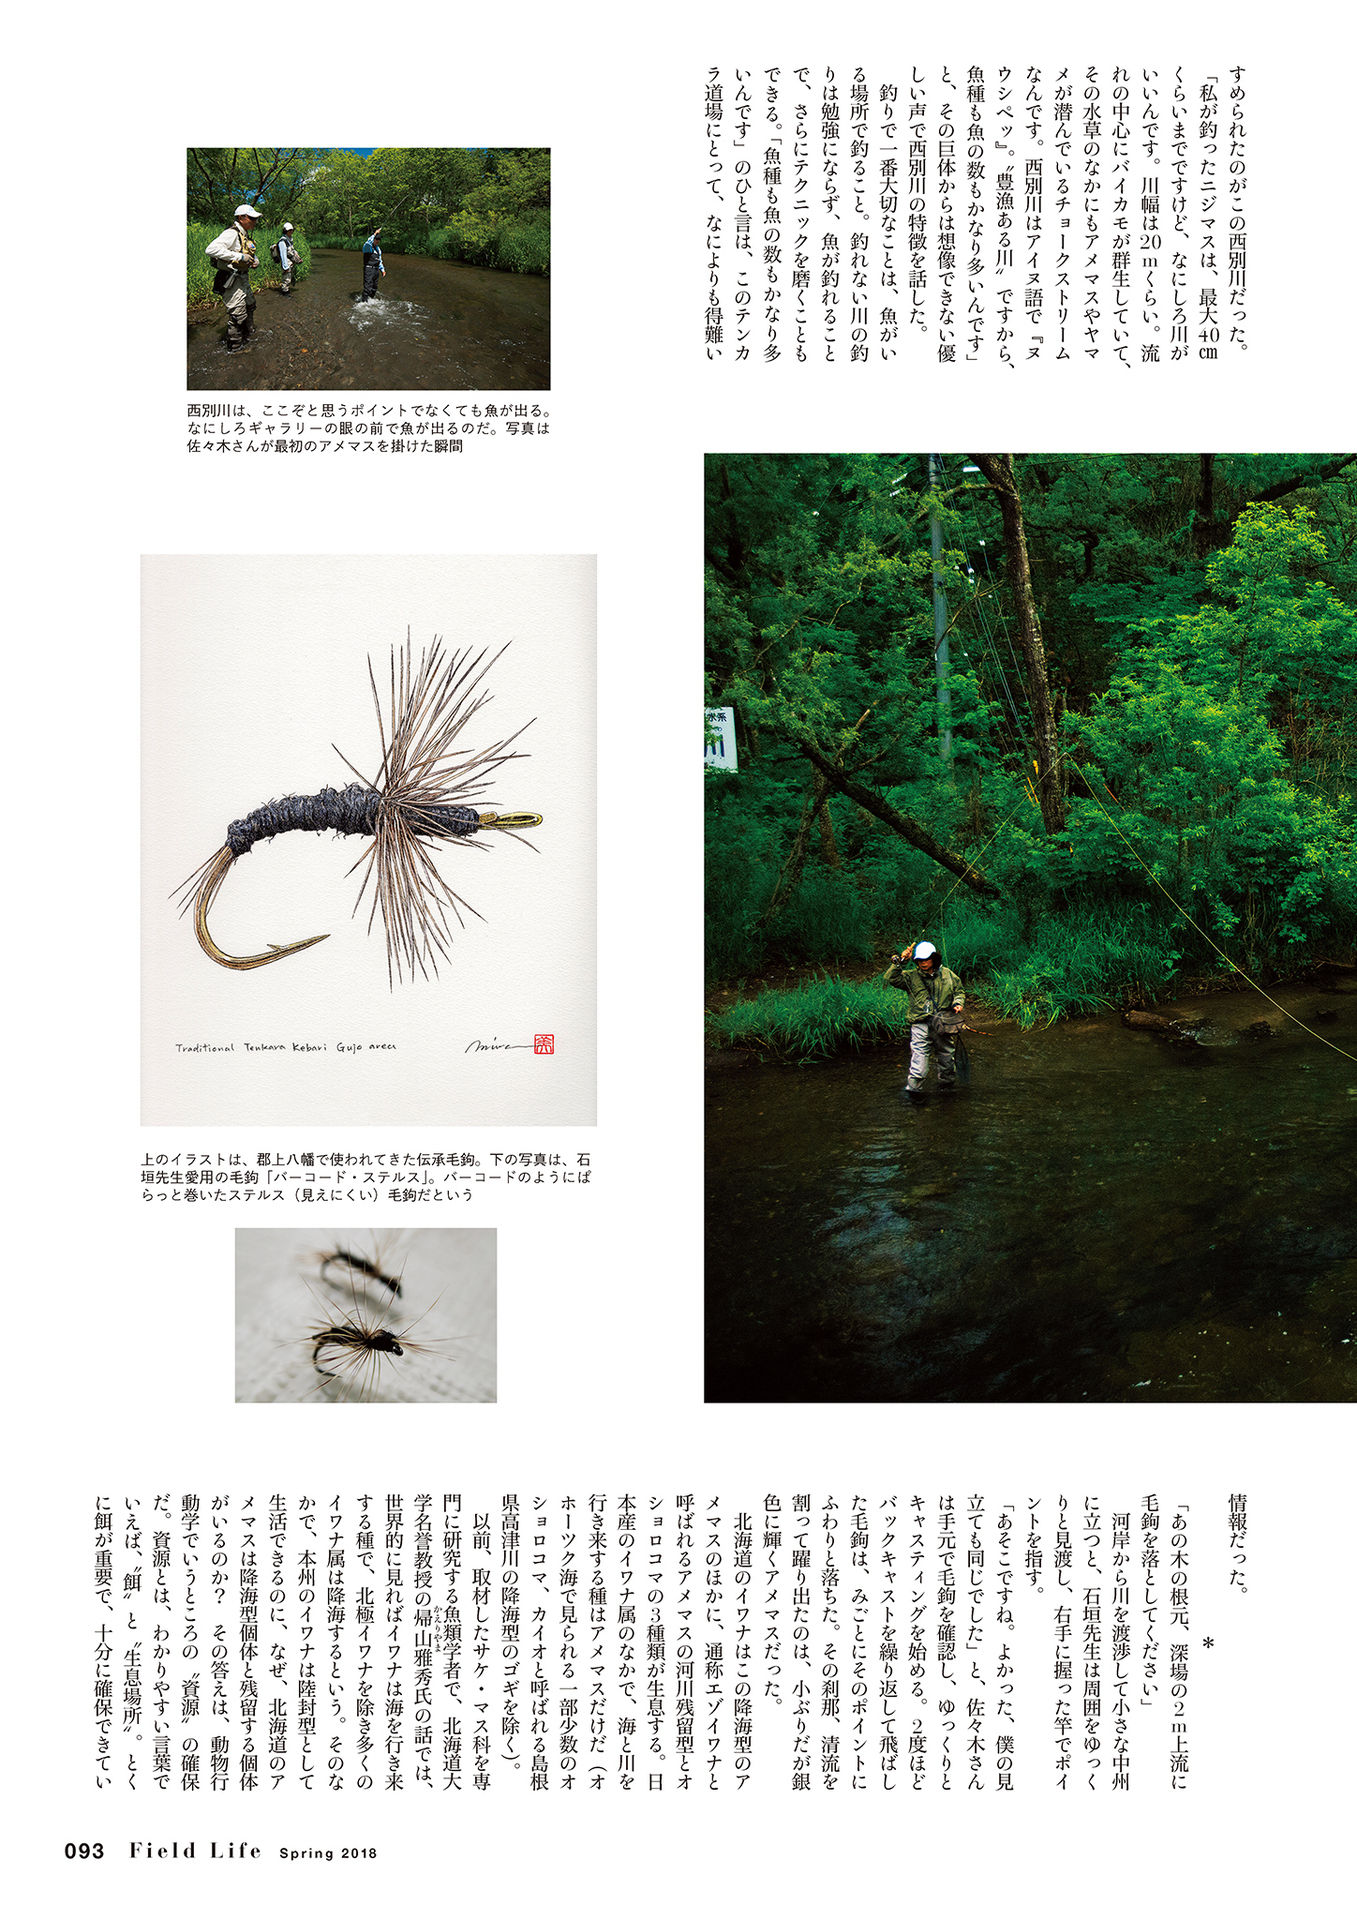 すめられたのがこの西別川だった。
「私が釣ったニジマスは、最大40㎝
くらいまでですけど、なにしろ川が
いいんです。川幅は20ｍくらい。流
れの中心にバイカモが群生していて、
その水草のなかにもアメマスやヤマ
メが潜んでいるチョークストリーム
なんです。西別川はアイヌ語で『ヌ
ウシペッ』。〝豊漁ある川〟ですから、
魚種も魚の数もかなり多いんです」
と、その巨体からは想像できない優
しい声で西別川の特徴を話した。
釣りで一番大切なことは、魚がい
る場所で釣ること。釣れない川の釣
りは勉強にならず、魚が釣れること
で、さらにテクニックを磨くことも
できる。「魚種も魚の数もかなり多
いんです」のひと言は、このテンカ
ラ道場にとって、なによりも得難い
西別川は、ここぞと思うポイントでなくても魚が出る。
なにしろギャラリーの眼の前で魚が出るのだ。写真は
佐々木さんが最初のアメマスを掛けた瞬間
水系
川
Traditional Tenkara Kebari Gujo area
上のイラストは、郡上八幡で使われてきた伝承毛鉤。下の写真は、石
垣先生愛用の毛鉤「バーコード・ステルス」。バーコードのようにぱ
らっと巻いたステルス（見えにくい）毛鉤だという
情報だった。
＊
「あの木の根元、深場の2ｍ上流に
毛鉤を落としてください」
河岸から川を渡渉して小さな中州
に立つと、石垣先生は周囲をゆっく
りと見渡し、右手に握った竿でポイ
ントを指す。
「あそこですね。よかった、僕の見
立ても同じでした」と、佐々木さん
は手元で毛鉤を確認し、ゆっくりと
キャスティングを始める。2度ほど
バックキャストを繰り返して飛ばし
た毛鉤は、みごとにそのポイントに
ふわりと落ちた。その刹那、清流を
割って躍り出たのは、小ぶりだが銀
色に輝くアメマスだった。
北海道のイワナはこの降海型のア
メマスのほかに、通称エゾイワナと
呼ばれるアメマスの河川残留型とオ
ショロコマの3種類が生息する。日
本産のイワナ属のなかで、海と川を
行き来する種はアメマスだけだ（オ
ホーツク海で見られる一部少数のオ
ショロコマ、カイオと呼ばれる島根
県高津川の降海型のゴギを除く）。
以前、取材したサケ・マス科を専
門に研究する魚類学者で、北海道大
学名誉教授の帰山雅秀氏の話では、
かえりやま
世界的に見ればイワナは海を行き来
する種で、北極イワナを除き多くの
イワナ属は降海するという。そのな
かで、本州のイワナは陸封型として
生活できるのに、なぜ、北海道のア
メマスは降海型個体と残留する個体
がいるのか？　その答えは、動物行
動学でいうところの〝資源〟の確保
だ。資源とは、わかりやすい言葉で
いえば、〝餌〟と〝生息場所〟。とく
に餌が重要で、十分に確保できてい
093 Field Life Spring 2018